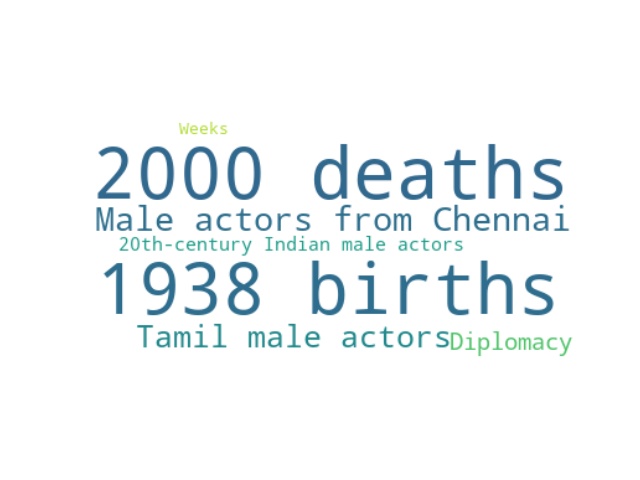 Weeks
2000 deaths
Male actors from Chennai
20th-century Indian male actors
1938 births
Tamil male actors
Diplomacy